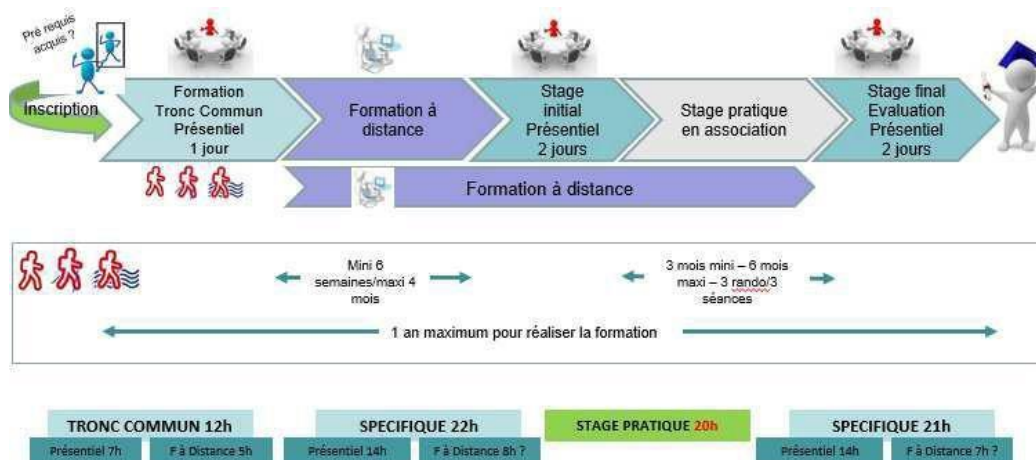 Pré requis
acquis ?
Inscription
Formation
Tronc Commun
Présentiel
1 jour
Formation à
distance
Stage
initial
Présentiel
2 jours
Stage pratique
en association
Stage final
Evaluation
Présentiel
2 jours
Formation à distance
Mini 6
semaines/maxi 4
mois
3 mois mini – 6 mois
maxi – 3 rando/3
séances
1 an maximum pour réaliser la formation
TRONC COMMUN 12h
Présentiel 7h
F à Distance 5h
SPECIFIQUE 22h
Présentiel 14h
F à Distance 8h ?
STAGE PRATIQUE 20h
SPECIFIQUE 21h
Présentiel 14h
F à Distance 7h ?